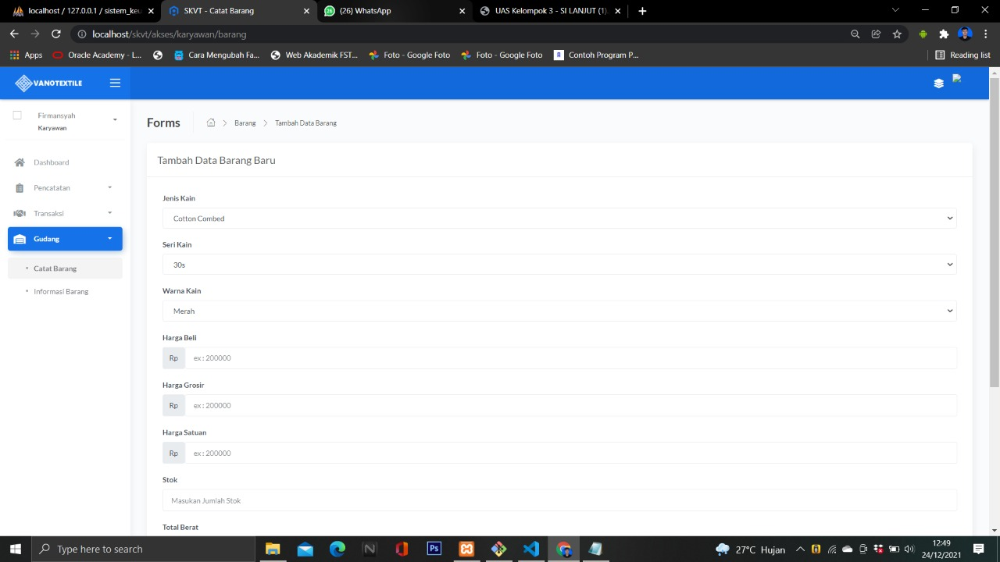 localhost / 127.0.0.1 / sistem_keu
SKVT - Catat Barang
(26) WhatsApp
UAS Kelompok 3 - SI LANJUT (1).
localhost/skvt/akses/karyawan/barang
Apps
Oracle Academy - L...
Cara Mengubah Fa...
Web Akademik FST...
Foto - Google Foto
Foto - Google Foto
Contoh Program P...
Reading list
VANOTEXTILE
Firmansyah
Karyawan
Dashboard
Pencatatan
Transaksi
Gudang
Catat Barang
Informasi Barang
Forms
Barang
Tambah Data Barang
Tambah Data Barang Baru
Jenis Kain
Cotton Combed
Seri Kain
30s
Warna Kain
Merah
Harga Beli
Rp ex : 200000
Harga Grosir
Rp ex : 200000
Harga Satuan
Rp ex : 200000
Stok
Masukan Jumlah Stok
Total Berat
Type here to search
27°C Hujan
12:49
24/12/2021